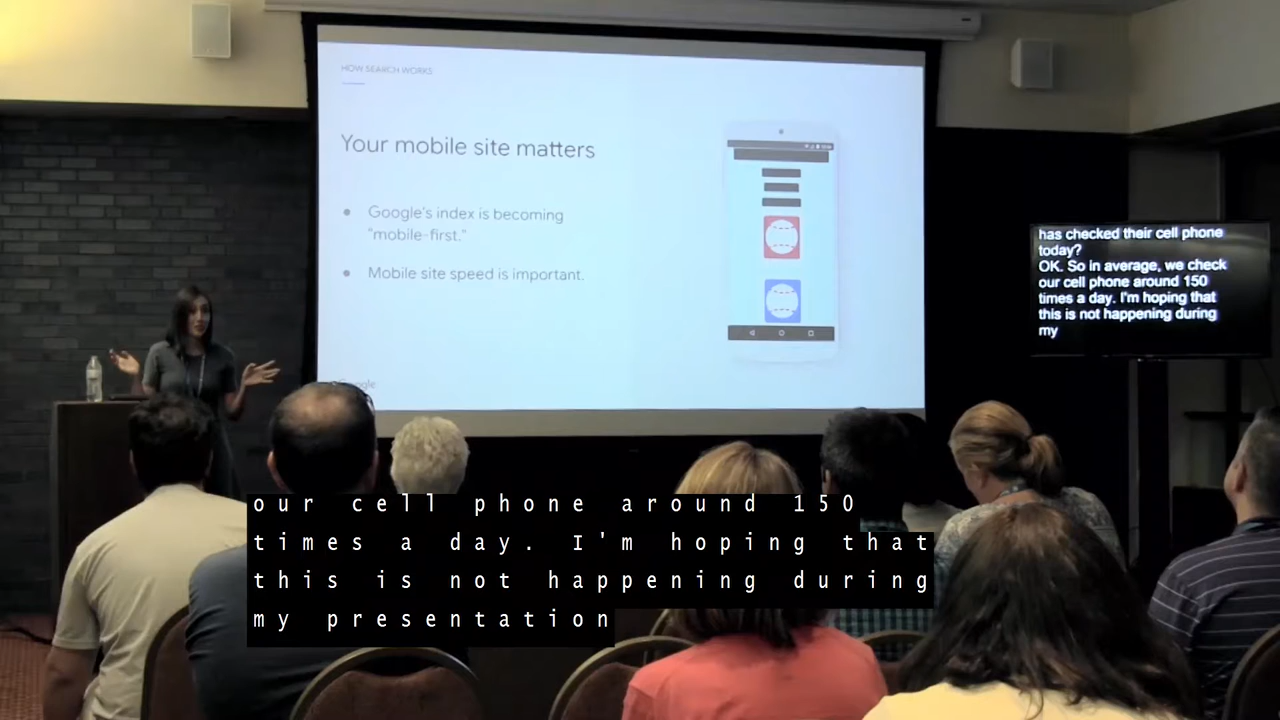 HOW SEARCH WORKS
Your mobile site matters
Google's index is becoming
"mobile-first."
Mobile site speed is important.
Google
has checked their cell phone
today?
OK. So in average, we check
our cell phone around 150
times a day. I'm hoping that
this is not happening during
my
our cell phone around 150
times a day. I'm hoping that
this is not happening during
my presentation